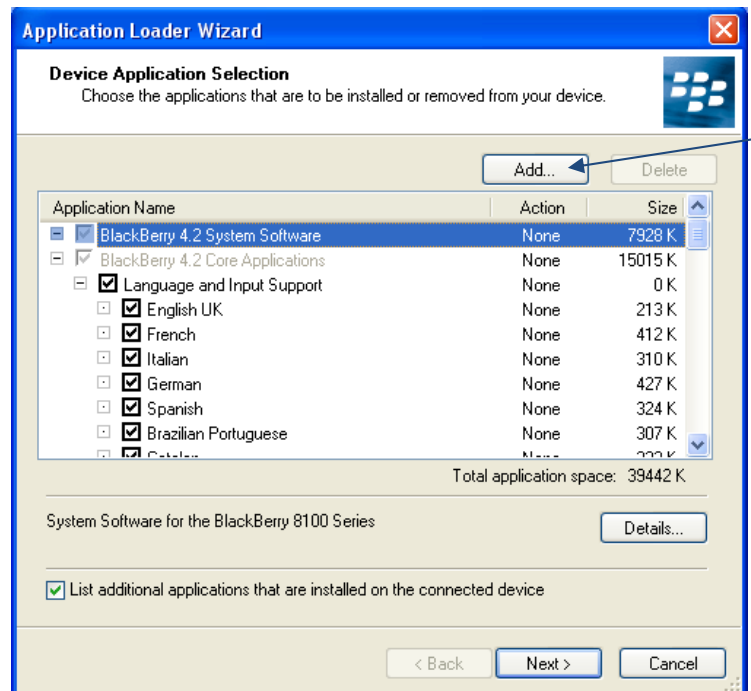 Application Loader Wizard
Device Application Selection
Choose the applications that are to be installed or removed from your device.
Add... Delete
Application Name Action Size
BlackBerry 4.2 System Software None 7928 K
BlackBerry 4.2 Core Applications None 15015 K
Language and Input Support None 0 K
English UK None 213 K
French None 412 K
Italian None 310 K
German None 427 K
Spanish None 324 K
Brazilian Portuguese None 307 K
Total application space: 39442 K
System Software for the BlackBerry 8100 Series Details...
List additional applications that are installed on the connected device
< Back Next > Cancel